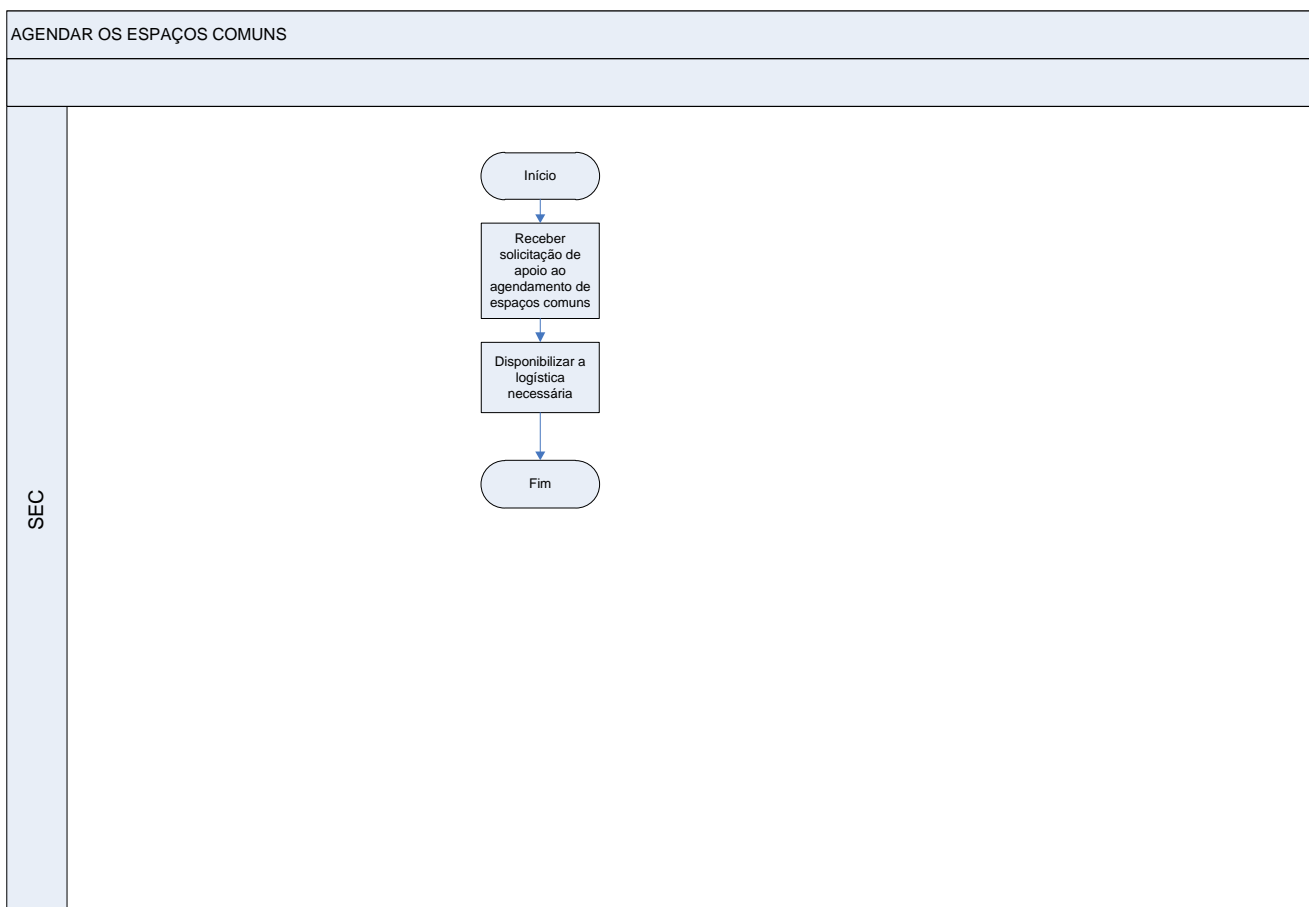 AGENDAR OS ESPAÇOS COMUNS
Início
Receber
solicitação de
apoio ao
agendamento de
espaços comuns
Disponibilizar a
logística
necessária
Fim
SEC